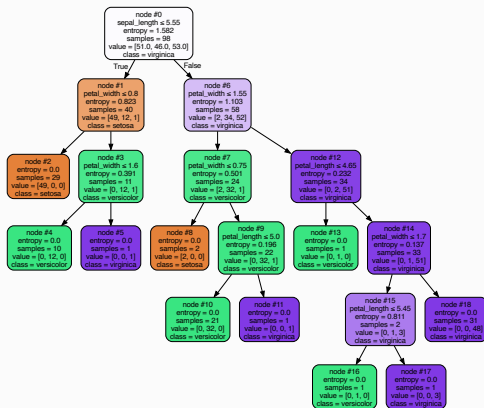 node #0
sepal_length ≤ 5.55
entropy = 1.582
samples = 98
value = [51.0, 46.0, 53.0]
class = virginica
True
False
node #1
petal_width ≤ 0.8
entropy = 0.823
samples = 40
value = [49, 12, 1]
class = setosa
node #6
petal_width ≤ 1.55
entropy = 1.103
samples = 58
value = [2, 34, 52]
class = virginica
node #2
entropy = 0.0
samples = 29
value = [49, 0, 0]
class = setosa
node #3
petal_width ≤ 1.6
entropy = 0.391
samples = 11
value = [0, 12, 1]
class = versicolor
node #7
petal_width ≤ 0.75
entropy = 0.501
samples = 24
value = [2, 32, 1]
class = versicolor
node #12
petal_length ≤ 4.65
entropy = 0.232
samples = 34
value = [0, 2, 51]
class = virginica
node #4
entropy = 0.0
samples = 10
value = [0, 12, 0]
class = versicolor
node #5
entropy = 0.0
samples = 1
value = [0, 0, 1]
class = virginica
node #8
entropy = 0.0
samples = 2
value = [2, 0, 0]
class = setosa
node #9
petal_length ≤ 5.0
entropy = 0.196
samples = 22
value = [0, 32, 1]
class = versicolor
node #13
entropy = 0.0
samples = 1
value = [0, 1, 0]
class = versicolor
node #14
petal_width ≤ 1.7
entropy = 0.137
samples = 33
value = [0, 1, 51]
class = virginica
node #10
entropy = 0.0
samples = 21
value = [0, 32, 0]
class = versicolor
node #11
entropy = 0.0
samples = 1
value = [0, 0, 1]
class = virginica
node #15
petal_length ≤ 5.45
entropy = 0.811
samples = 2
value = [0, 1, 3]
class = virginica
node #18
entropy = 0.0
samples = 31
value = [0, 0, 48]
class = virginica
node #16
entropy = 0.0
samples = 1
value = [0, 1, 0]
class = versicolor
node #17
entropy = 0.0
samples = 1
value = [0, 0, 3]
class = virginica